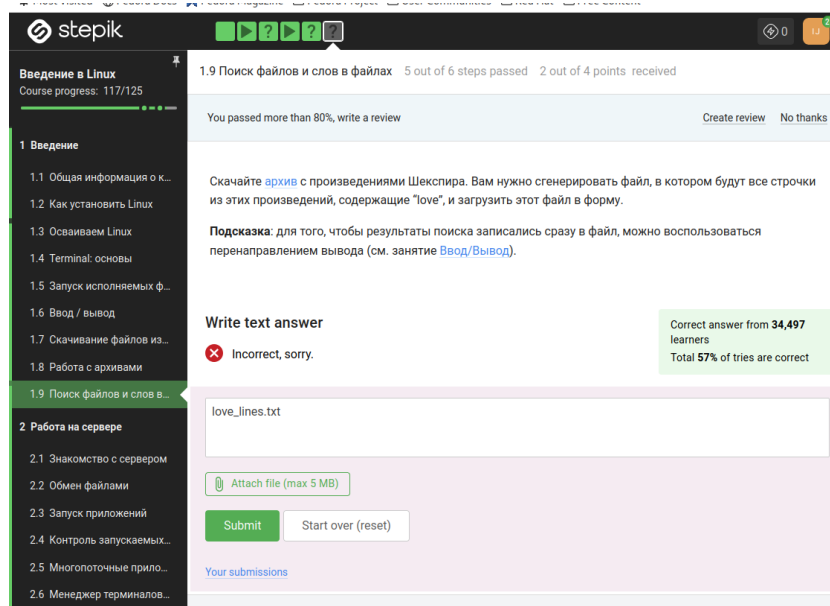 stepik
0
IJ
2
Введение в Linux
Course progress: 117/125
1 Введение
1.1 Общая информация о к...
1.2 Как установить Linux
1.3 Осваиваем Linux
1.4 Terminal: основы
1.5 Запуск исполняемых ф...
1.6 Ввод / вывод
1.7 Скачивание файлов из...
1.8 Работа с архивами
1.9 Поиск файлов и слов в...
2 Работа на сервере
2.1 Знакомство с сервером
2.2 Обмен файлами
2.3 Запуск приложений
2.4 Контроль запускаемых...
2.5 Многопоточные прило...
2.6 Менеджер терминалов...
1.9 Поиск файлов и слов в файлах 5 out of 6 steps passed 2 out of 4 points received
You passed more than 80%, write a review Create review No thanks
Скачайте архив с произведениями Шекспира. Вам нужно сгенерировать файл, в котором будут все строчки
из этих произведений, содержащие “love”, и загрузить этот файл в форму.
Подсказка: для того, чтобы результаты поиска записались сразу в файл, можно воспользоваться
перенаправлением вывода (см. занятие Ввод/Вывод).
Write text answer
Incorrect, sorry.
Correct answer from 34,497
learners
Total 57% of tries are correct
love_lines.txt
Attach file (max 5 MB)
Submit Start over (reset)
Your submissions